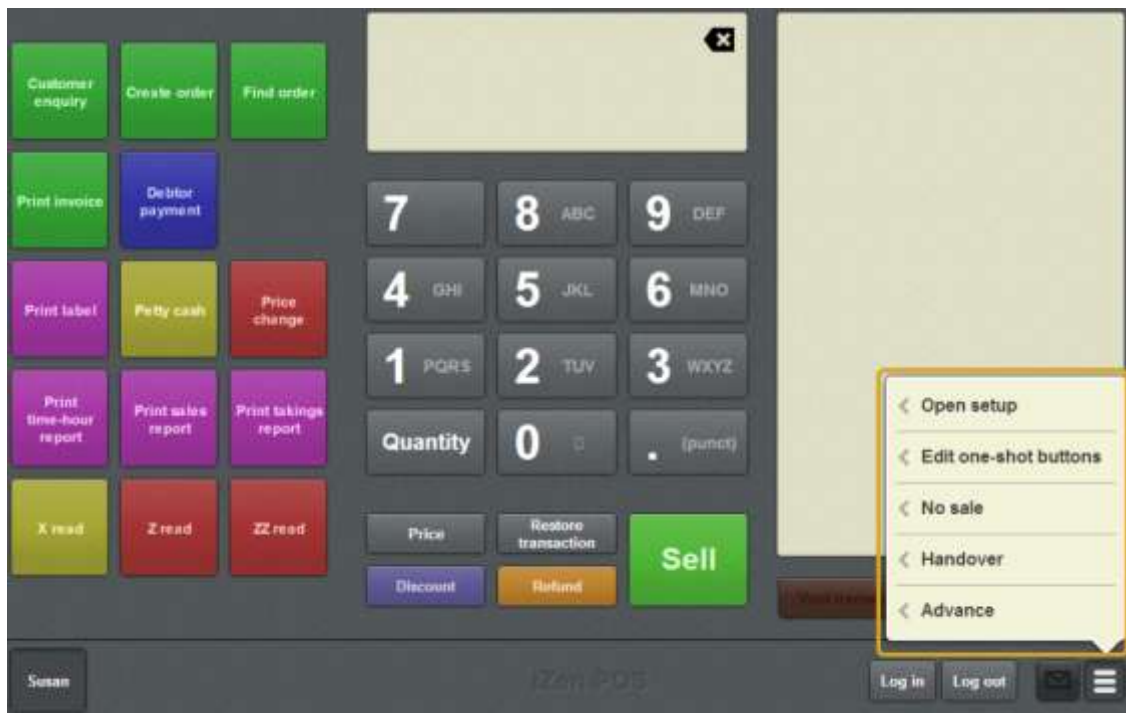 Customer
enquiry
Create order
Find order
Print invoice
Debtor
payment
Print label
Petty cash
Price
change
Print
time-hour
report
Print sales
report
Print takings
report
X read
Z read
ZZ read
7
8 ABC
9 DEF
4 GHI
5 JKL
6 MNO
1 PQRS
2 TUV
3 WXYZ
Quantity
0
. (punct)
Price
Restore
transaction
Sell
Discount
Refund
Open setup
Edit one-shot buttons
No sale
Handover
Advance
Susan
Log in
Log out